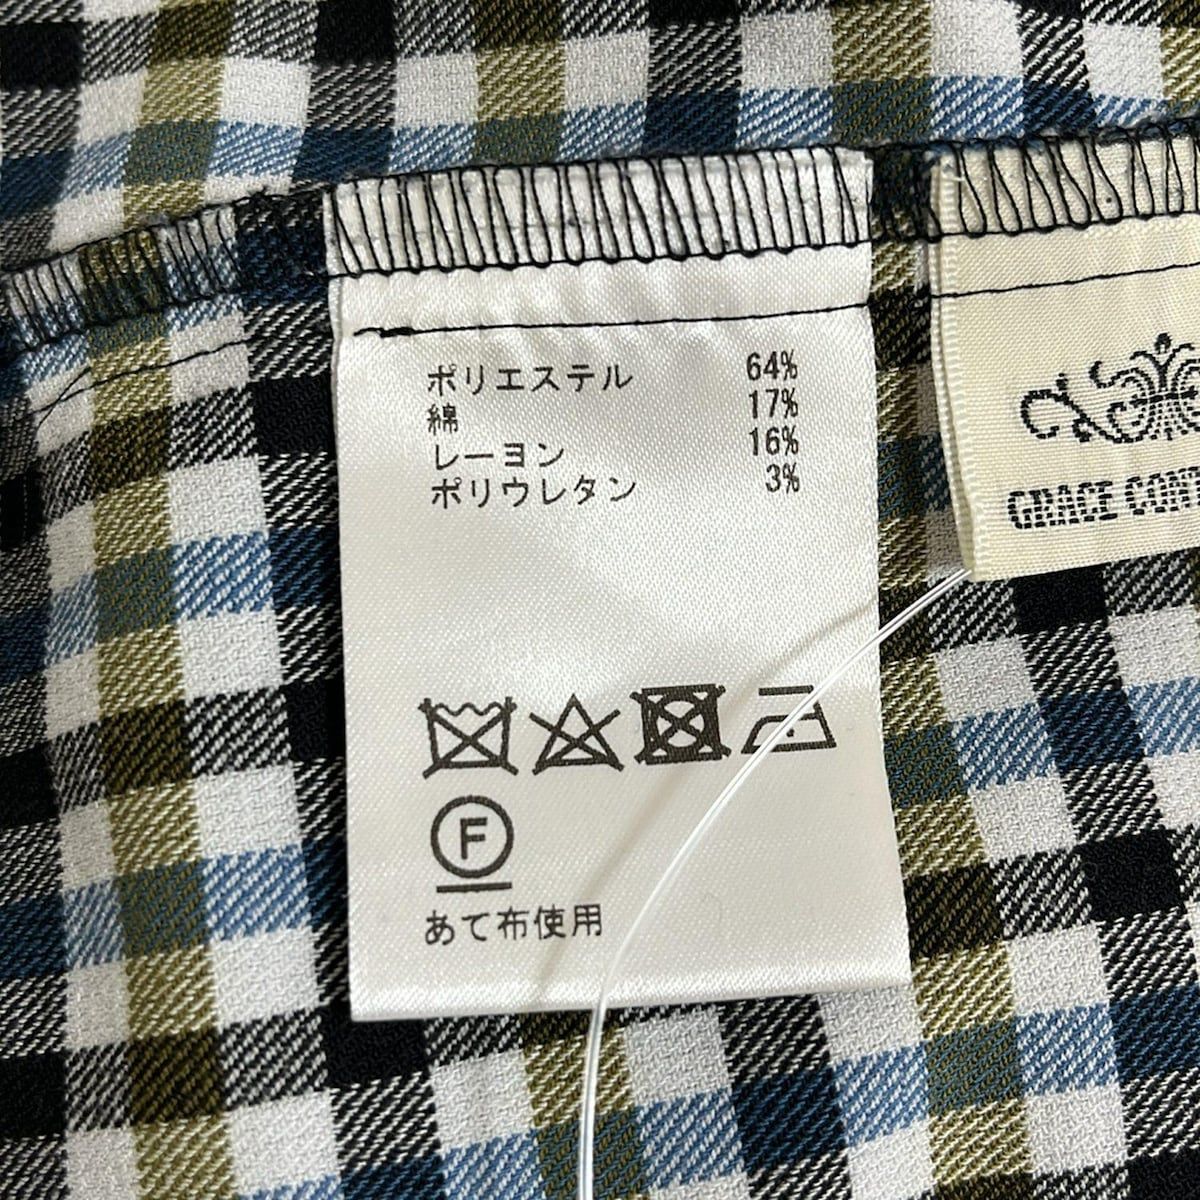 ポリエステル 64%
綿 17%
レーヨン 16%
ポリウレタン 3%
F
あて布使用
GRACE